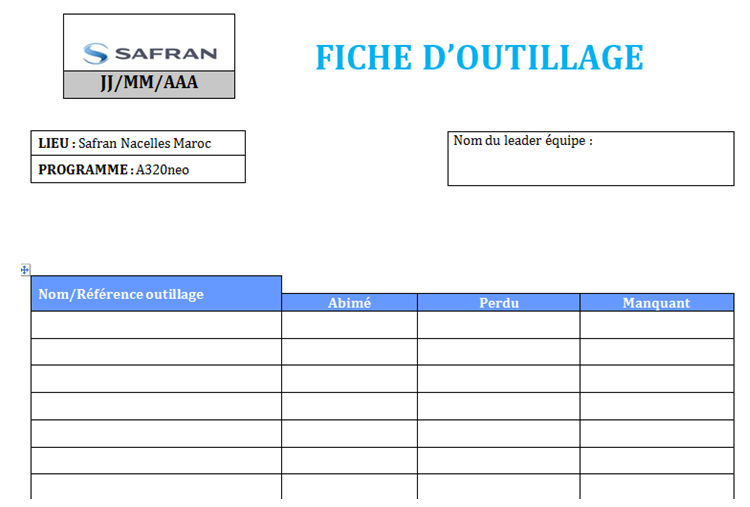 SAFRAN
JJ/MM/AAA
FICHE D’OUTILLAGE
LIEU : Safran Nacelles Maroc
PROGRAMME : A320neo
Nom du leader équipe :
Nom/Référence outillage
Abimé
Perdu
Manquant